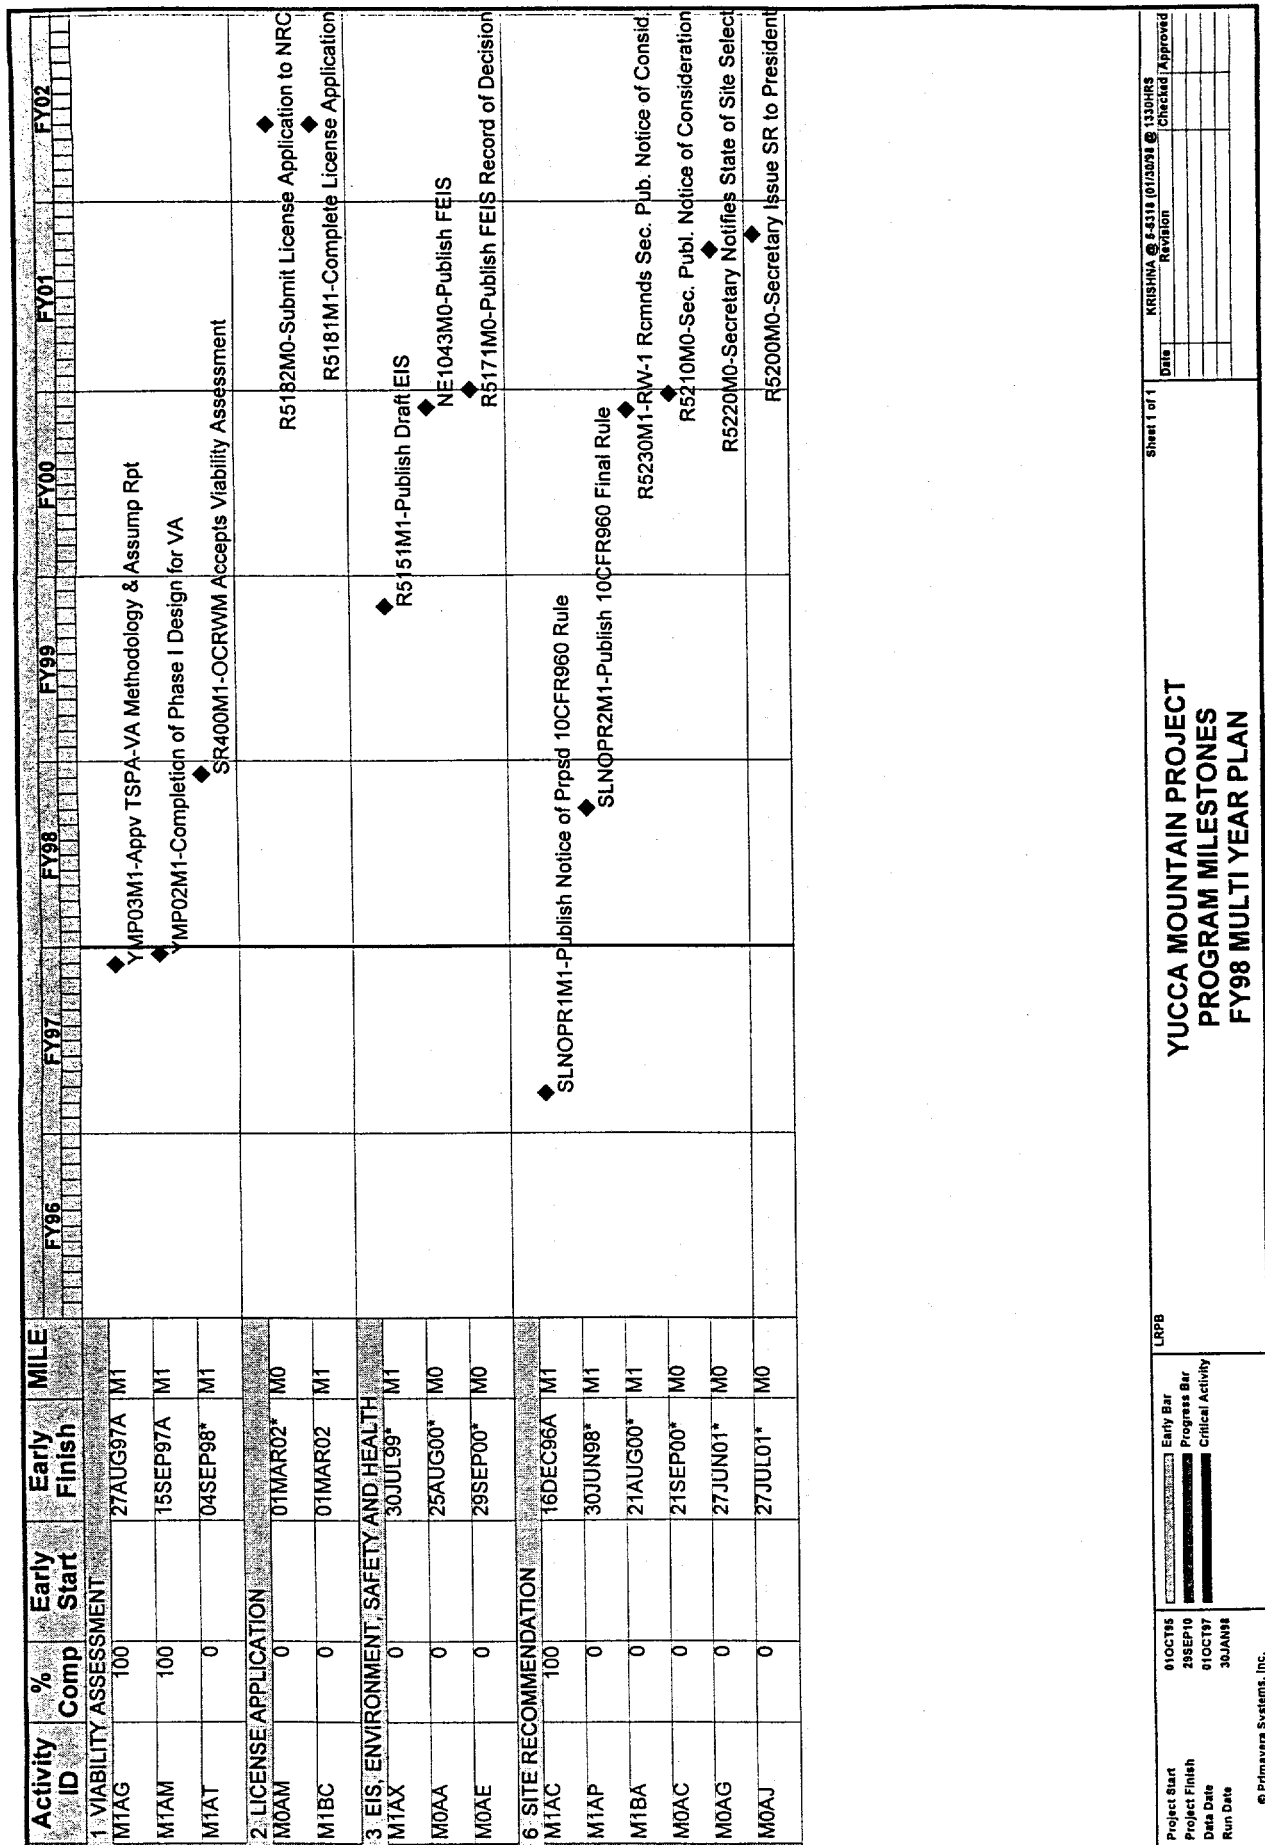 Activity ID % Comp Early Start Early Finish MILE FY96 FY97 FY98 FY99 FY00 FY01 FY02
1 VIABILITY ASSESSMENT
M1AG 100 27AUG97A M1 YMP03M1-Appv TSPA-VA Methodology & Assump Rpt
M1AM 100 15SEP97A M1 YMP02M1-Completion of Phase I Design for VA
M1AT 0 04SEP98* M1 SR400M1-OCRWM Accepts Viability Assessment
2 LICENSE APPLICATION
M0AM 0 01MAR02* M0 R5182M0-Submit License Application to NRC
M1BC 0 01MAR02 M1 R5181M1-Complete License Application
3 EIS, ENVIRONMENT, SAFETY AND HEALTH
M1AX 0 30JUL99* M1 R5151M1-Publish Draft EIS
M0AA 0 25AUG00* M0 NE1043M0-Publish FEIS
M0AE 0 29SEP00* M0 R5171M0-Publish FEIS Record of Decision
6 SITE RECOMMENDATION
M1AC 100 16DEC96A M1 SLNOPR1M1-Publish Notice of Prpsd 10CFR960 Rule
M1AP 0 30JUN98* M1 SLNOPR2M1-Publish 10CFR960 Final Rule
M1BA 0 21AUG00* M1 R5230M1-RW-1 Rcmnds Sec. Pub. Notice of Consid.
M0AC 0 21SEP00* M0 R5210M0-Sec. Publ. Notice of Consideration
M0AG 0 27JUN01* M0 R5220M0-Secretary Notifies State of Site Select
M0AJ 0 27JUL01* M0 R5200M0-Secretary Issue SR to President
Project Start 01OCT95
Project Finish 29SEP10
Data Date 01OCT97
Run Date 30JAN98
© Primavera Systems, Inc.
Early Bar
Progress Bar
Critical Activity
LRPB
Sheet 1 of 1
YUCCA MOUNTAIN PROJECT
PROGRAM MILESTONES
FY98 MULTI YEAR PLAN
KRISHNA @ 5-5318 (01/30/98 @ 1330HRS
Date Revision Checked Approved